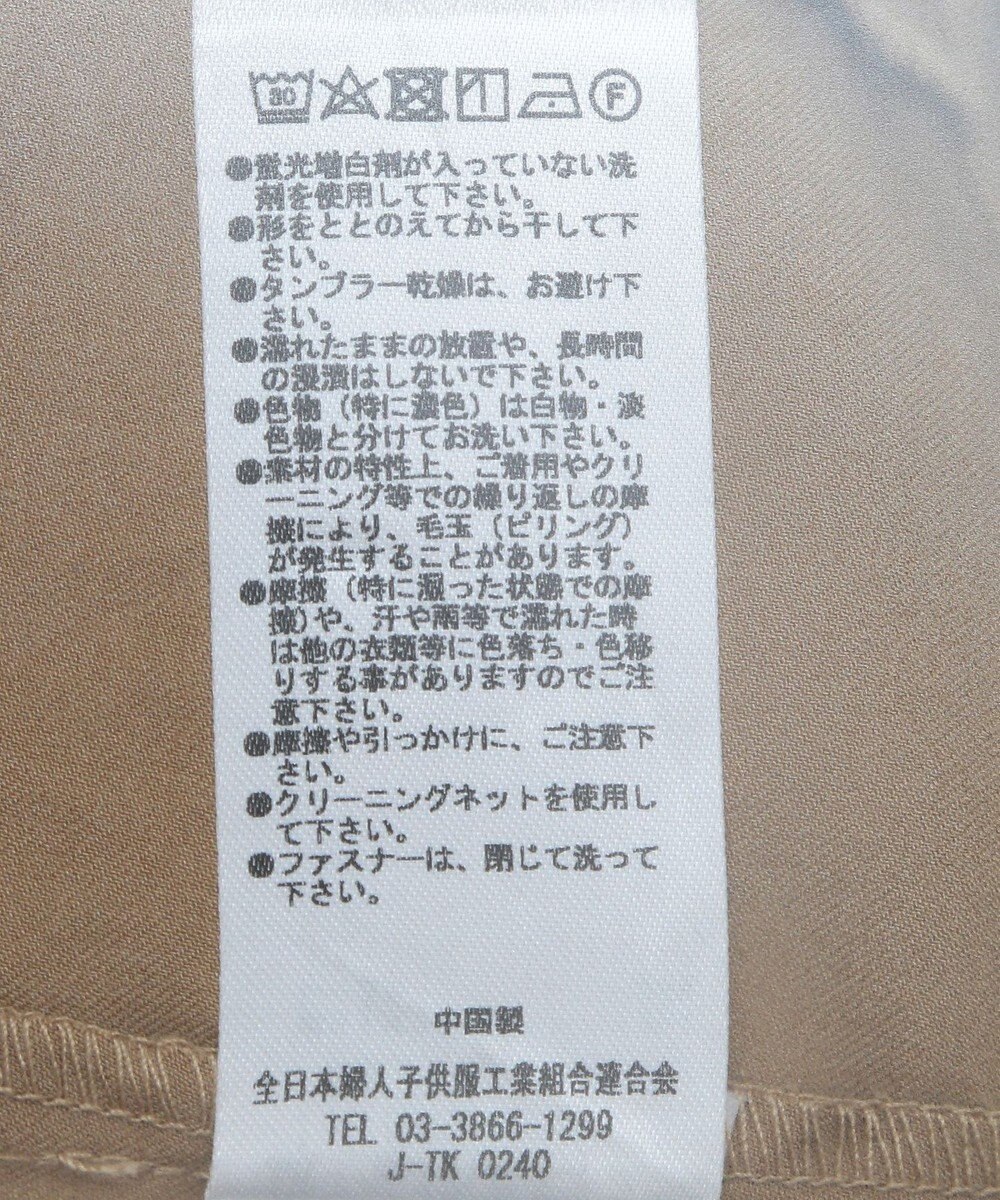 30
F
●蛍光増白剤が入っていない洗
剤を使用して下さい。
●形をととのえてから干して下
さい。
●タンブラー乾燥は、お避け下
さい。
●濡れたままの放置や、長時間
の浸漬はしないで下さい。
●色物（特に濃色）は白物・淡
色物と分けてお洗い下さい。
●素材の特性上、ご着用やクリ
ーニング等での繰り返しの摩
擦により、毛玉（ピリング）
が発生することがあります。
●摩擦（特に湿った状態での摩
擦）や、汗や雨等で濡れた時
は他の衣類等に色落ち・色移
りする事がありますのでご注
意下さい。
●摩擦や引っかけに、ご注意下
さい。
●クリーニングネットを使用し
て下さい。
●ファスナーは、閉じて洗って
下さい。
中国製
全日本婦人子供服工業組合連合会
TEL 03-3866-1299
J-TK 0240